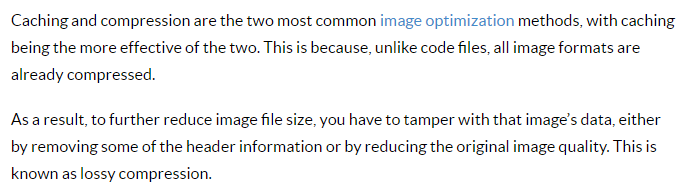 Caching and compression are the two most common image optimization methods, with caching
being the more effective of the two. This is because, unlike code files, all image formats are
already compressed.
As a result, to further reduce image file size, you have to tamper with that image's data, either
by removing some of the header information or by reducing the original image quality. This is
known as lossy compression.